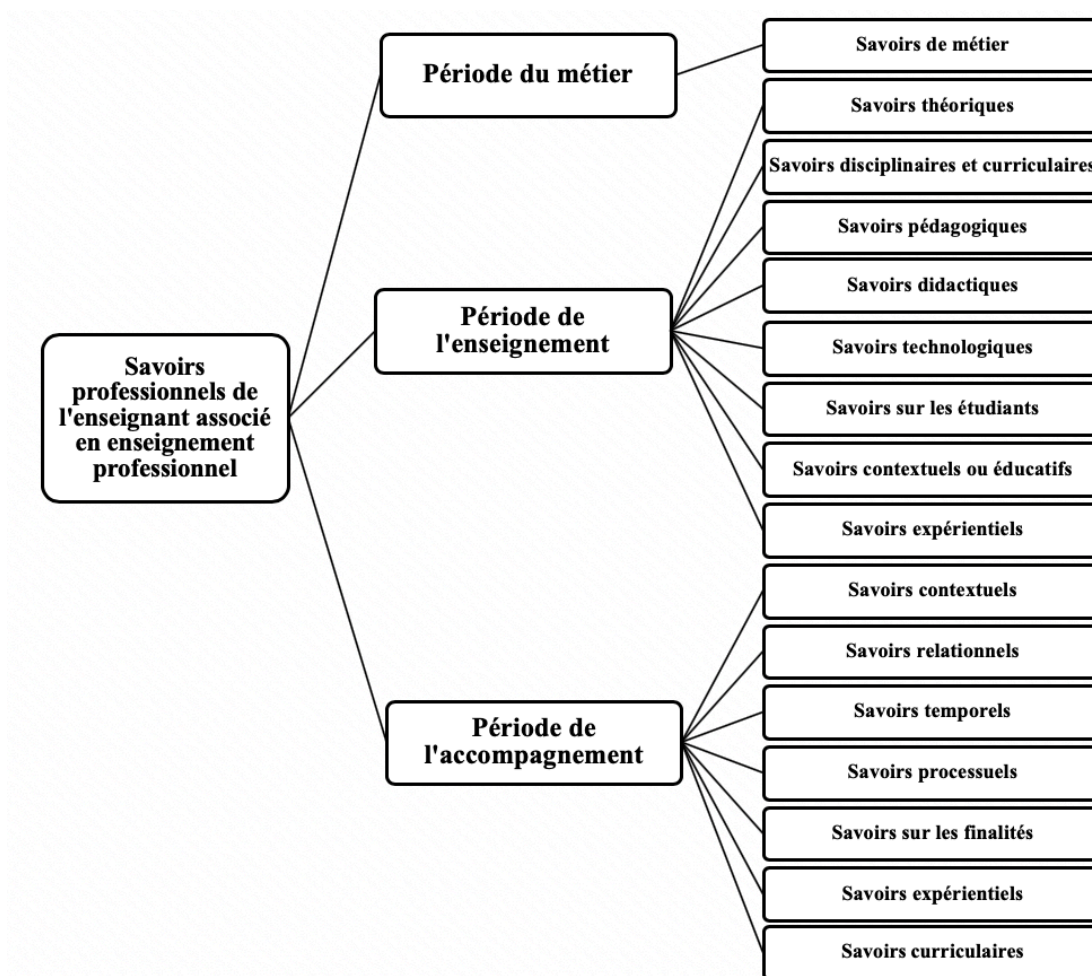 Savoirs
professionnels de
l'enseignant associé
en enseignement
professionnel
Période du métier
Savoirs de métier
Période de
l'enseignement
Savoirs théoriques
Savoirs disciplinaires et curriculaires
Savoirs pédagogiques
Savoirs didactiques
Savoirs technologiques
Savoirs sur les étudiants
Savoirs contextuels ou éducatifs
Savoirs expérientiels
Période de
l'accompagnement
Savoirs contextuels
Savoirs relationnels
Savoirs temporels
Savoirs processuels
Savoirs sur les finalités
Savoirs expérientiels
Savoirs curriculaires